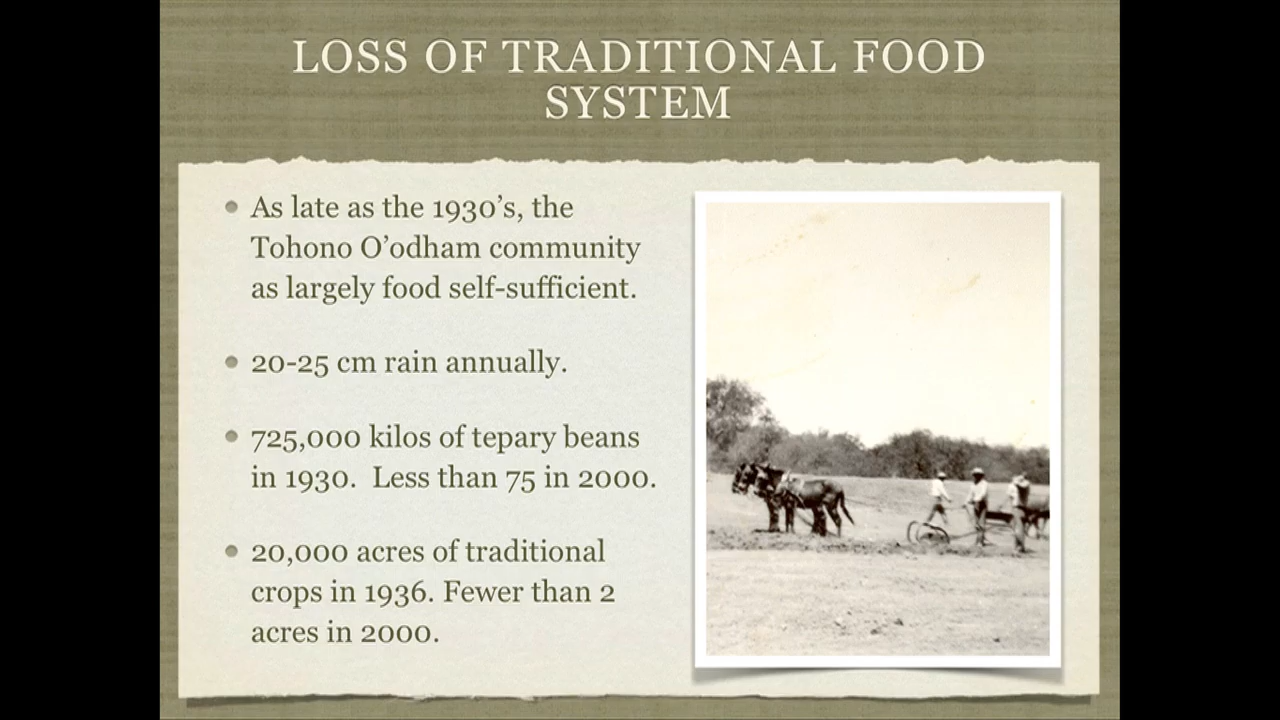 LOSS OF TRADITIONAL FOOD
SYSTEM
As late as the 1930’s, the
Tohono O’odham community
as largely food self-sufficient.
20-25 cm rain annually.
725,000 kilos of tepary beans
in 1930.  Less than 75 in 2000.
20,000 acres of traditional
crops in 1936. Fewer than 2
acres in 2000.